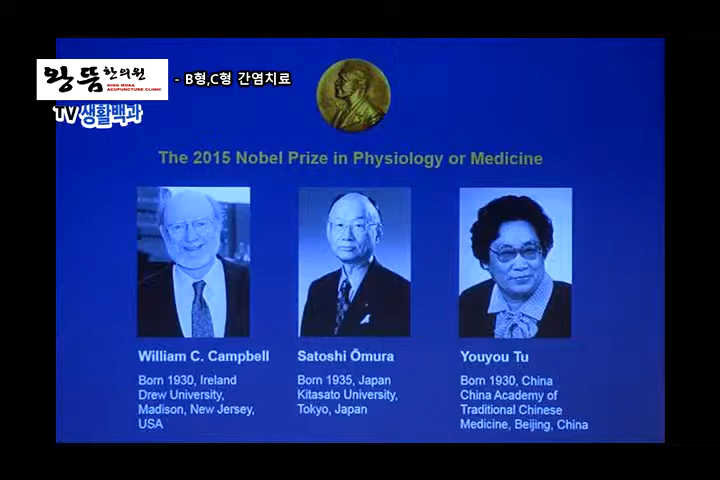 왕뜸한의원
KING MOXA
ACUPUNCTURE CLINIC
- B형,C형 간염치료
TV생활백과
The 2015 Nobel Prize in Physiology or Medicine
William C. Campbell
Born 1930, Ireland
Drew University,
Madison, New Jersey,
USA
Satoshi Ōmura
Born 1935, Japan
Kitasato University,
Tokyo, Japan
Youyou Tu
Born 1930, China
China Academy of
Traditional Chinese
Medicine, Beijing, China